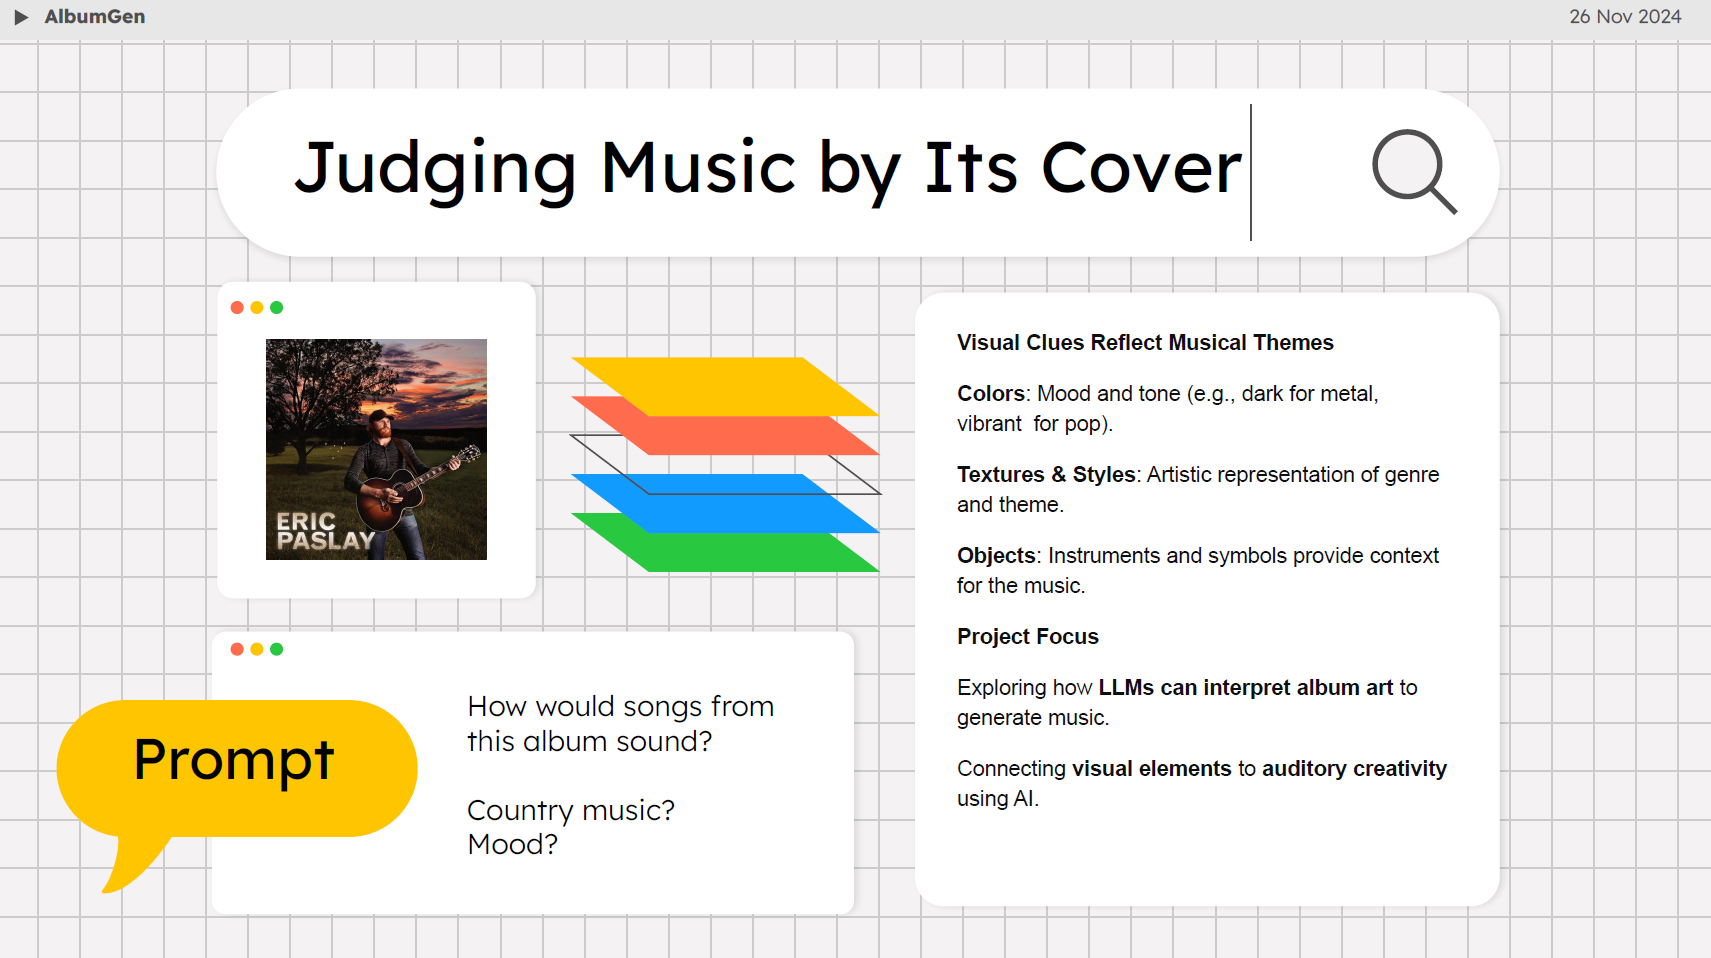 AlbumGen
26 Nov 2024
Judging Music by Its Cover
ERIC
PASLAY
Visual Clues Reflect Musical Themes
Colors: Mood and tone (e.g., dark for metal,
vibrant  for pop).
Textures & Styles: Artistic representation of genre
and theme.
Objects: Instruments and symbols provide context
for the music.
Project Focus
Exploring how LLMs can interpret album art to
generate music.
Connecting visual elements to auditory creativity
using AI.
Prompt
How would songs from
this album sound?
Country music?
Mood?